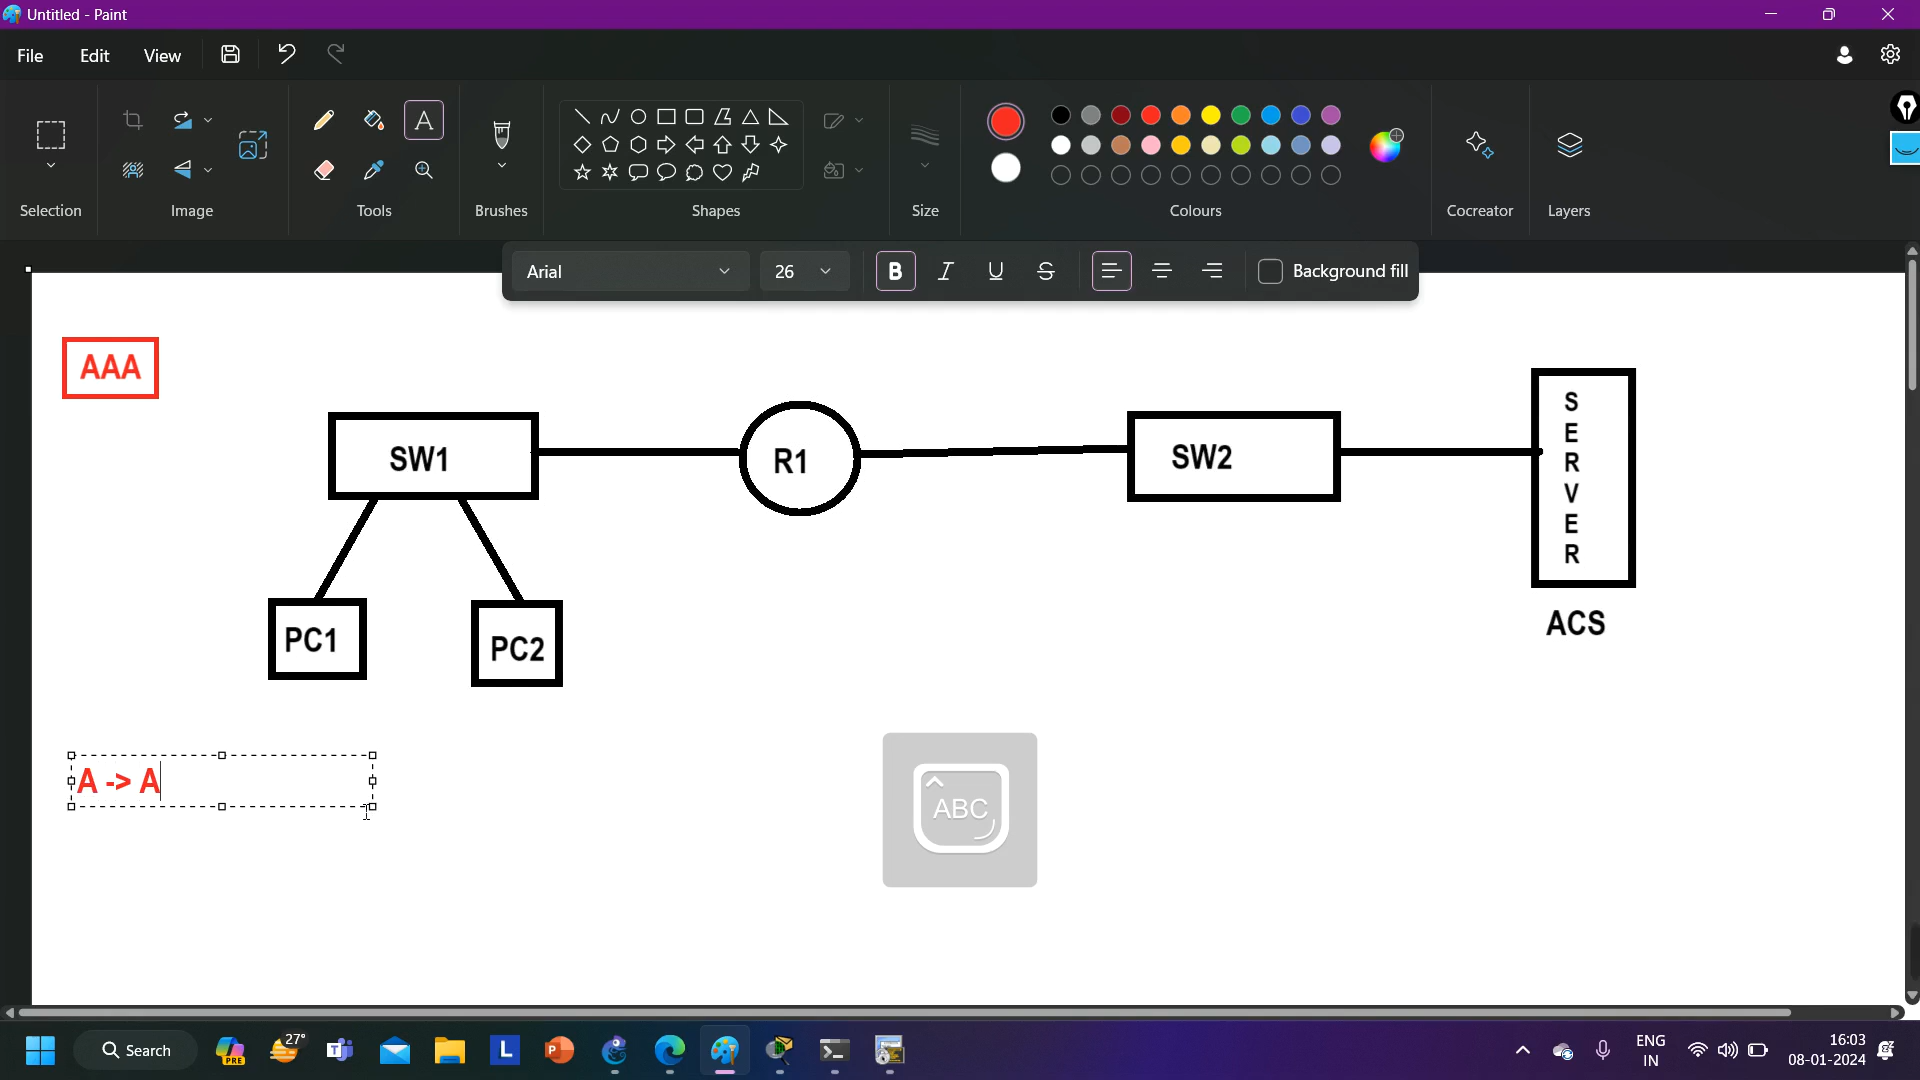 Untitled - Paint
File Edit View
Selection Image Tools Brushes Shapes Size Colours Cocreator Layers
Arial 26 B I U S Background fill
AAA
SW1 R1 SW2
S
E
R
V
E
R
ACS
PC1 PC2
A -> A
ABC
Search PRE 27° L P
ENG
IN
16:03
08-01-2024